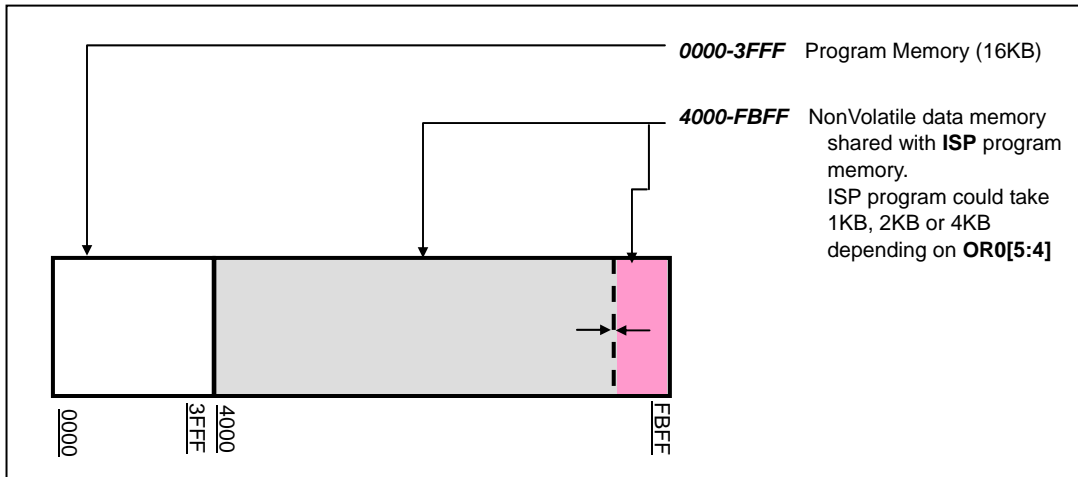 0000-3FFF Program Memory (16KB)
4000-FBFF NonVolatile data memory
shared with ISP program
memory.
ISP program could take
1KB, 2KB or 4KB
depending on OR0[5:4]
0000
3FFF
4000
FBFF